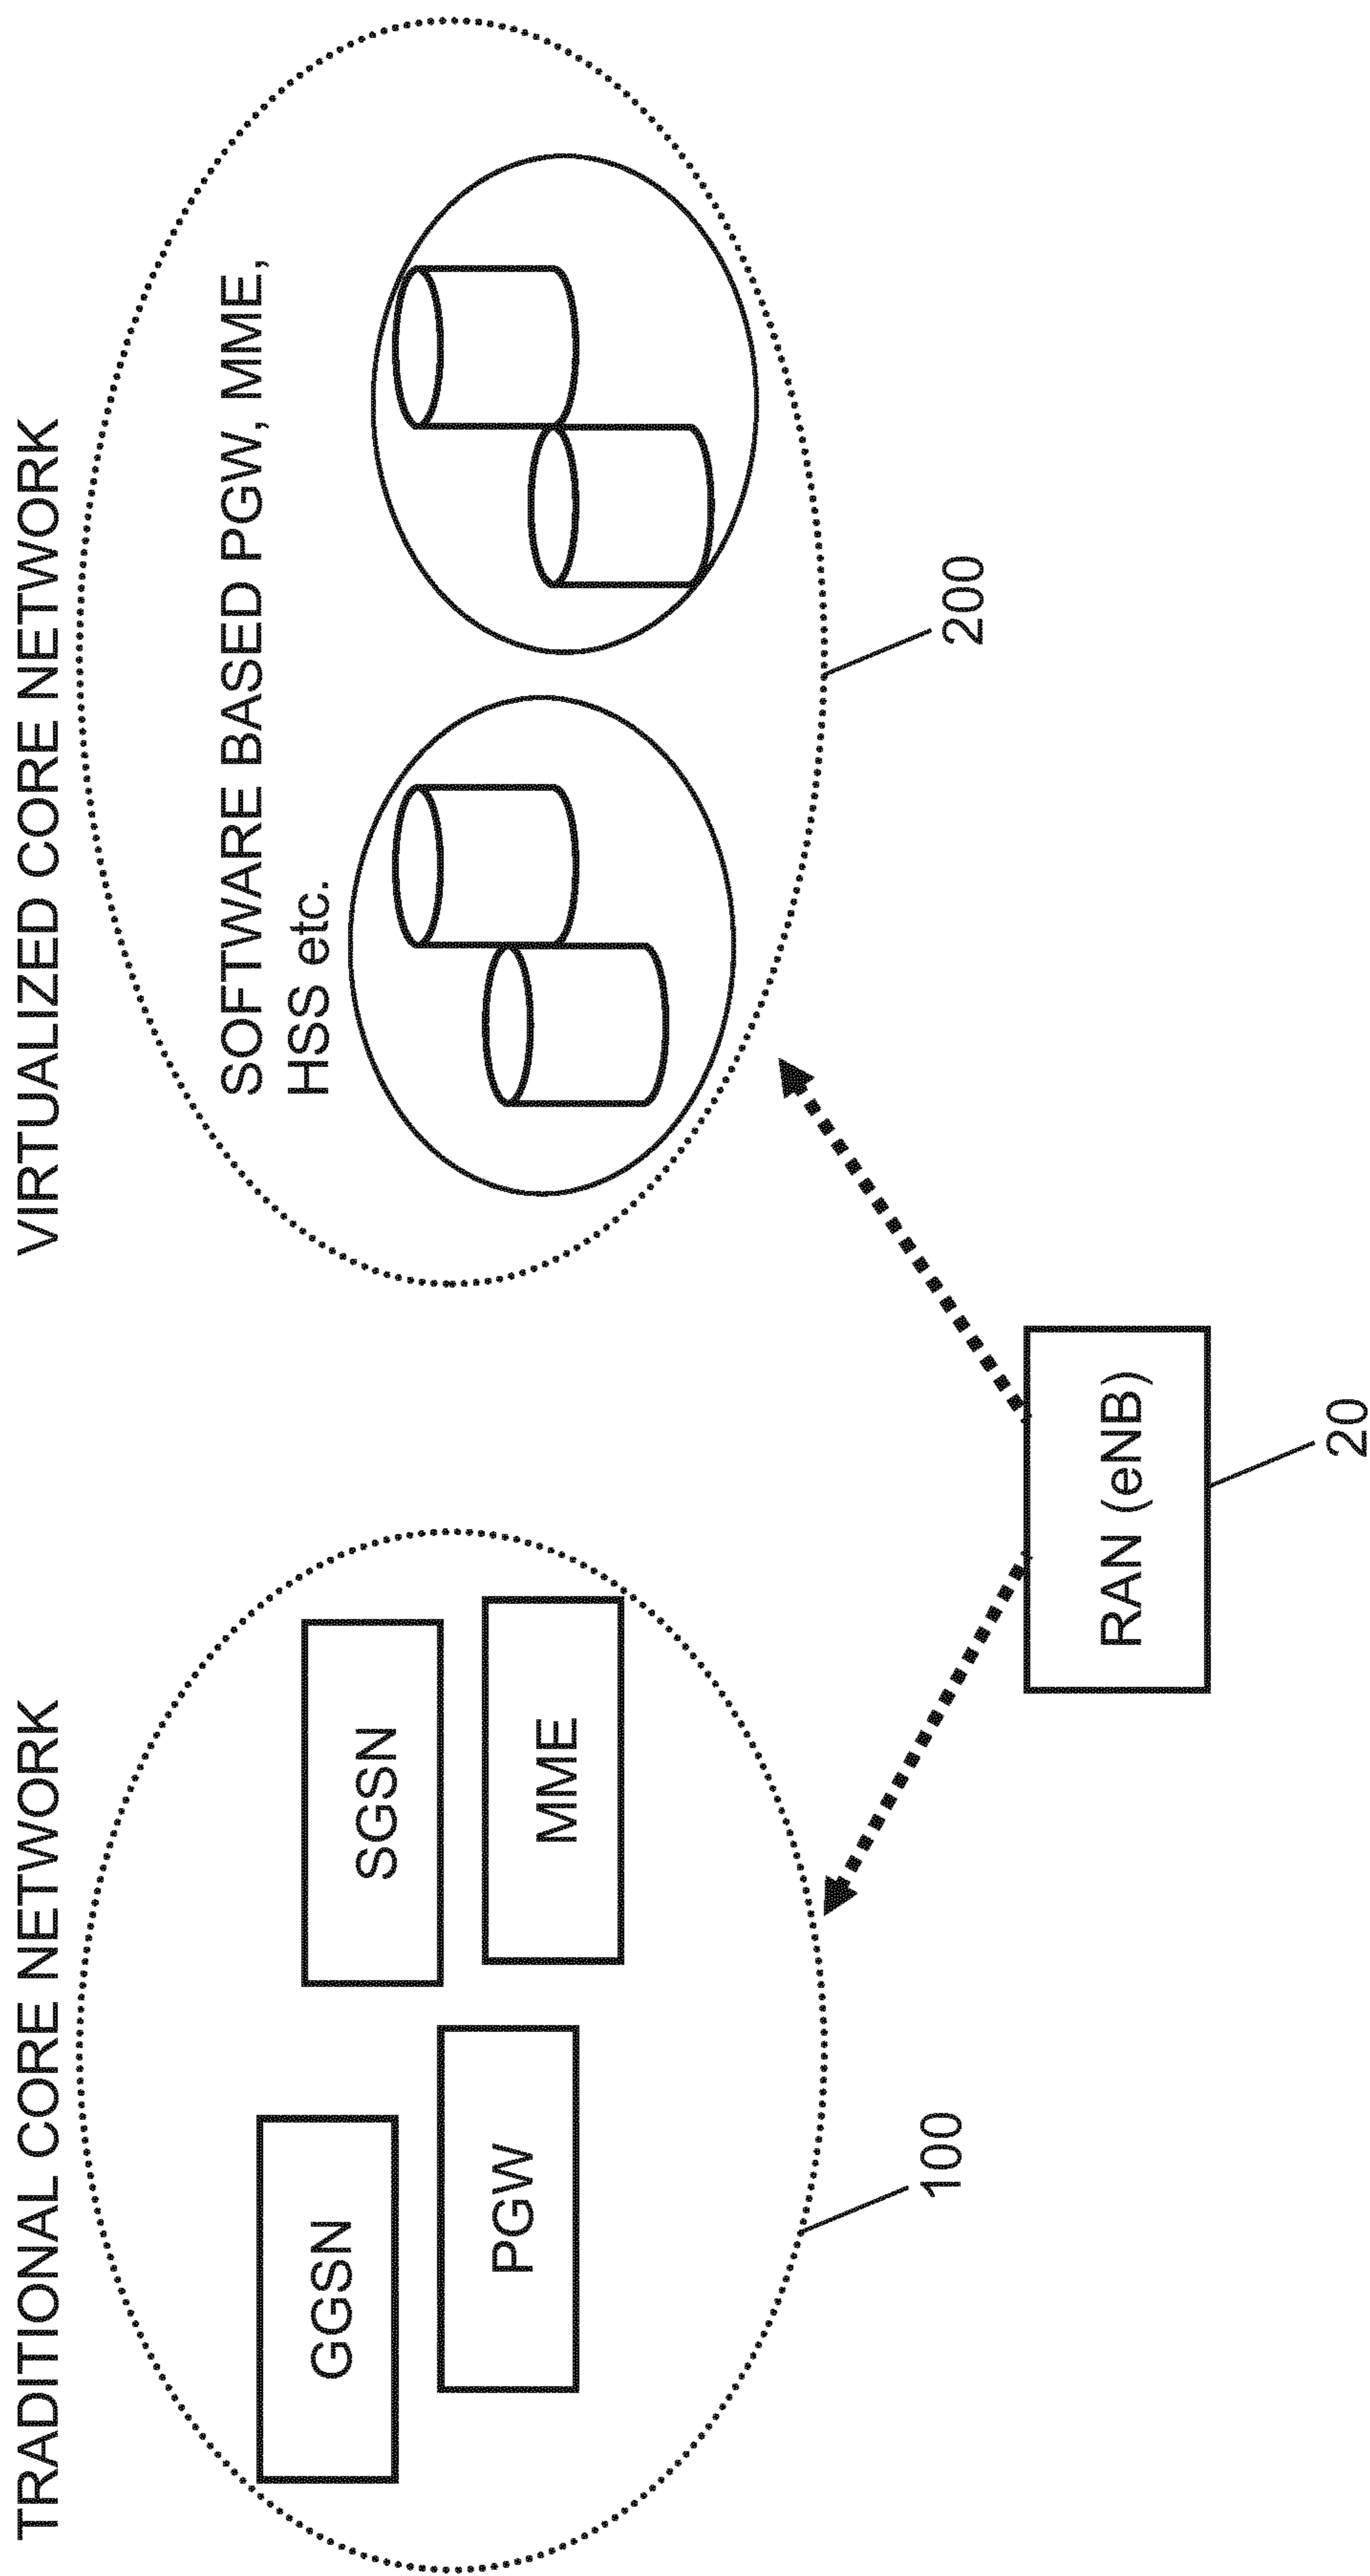 TRADITIONAL CORE NETWORK
GGSN
SGSN
PGW
MME
100
VIRTUALIZED CORE NETWORK
SOFTWARE BASED PGW, MME,
HSS etc.
200
RAN (eNB)
20